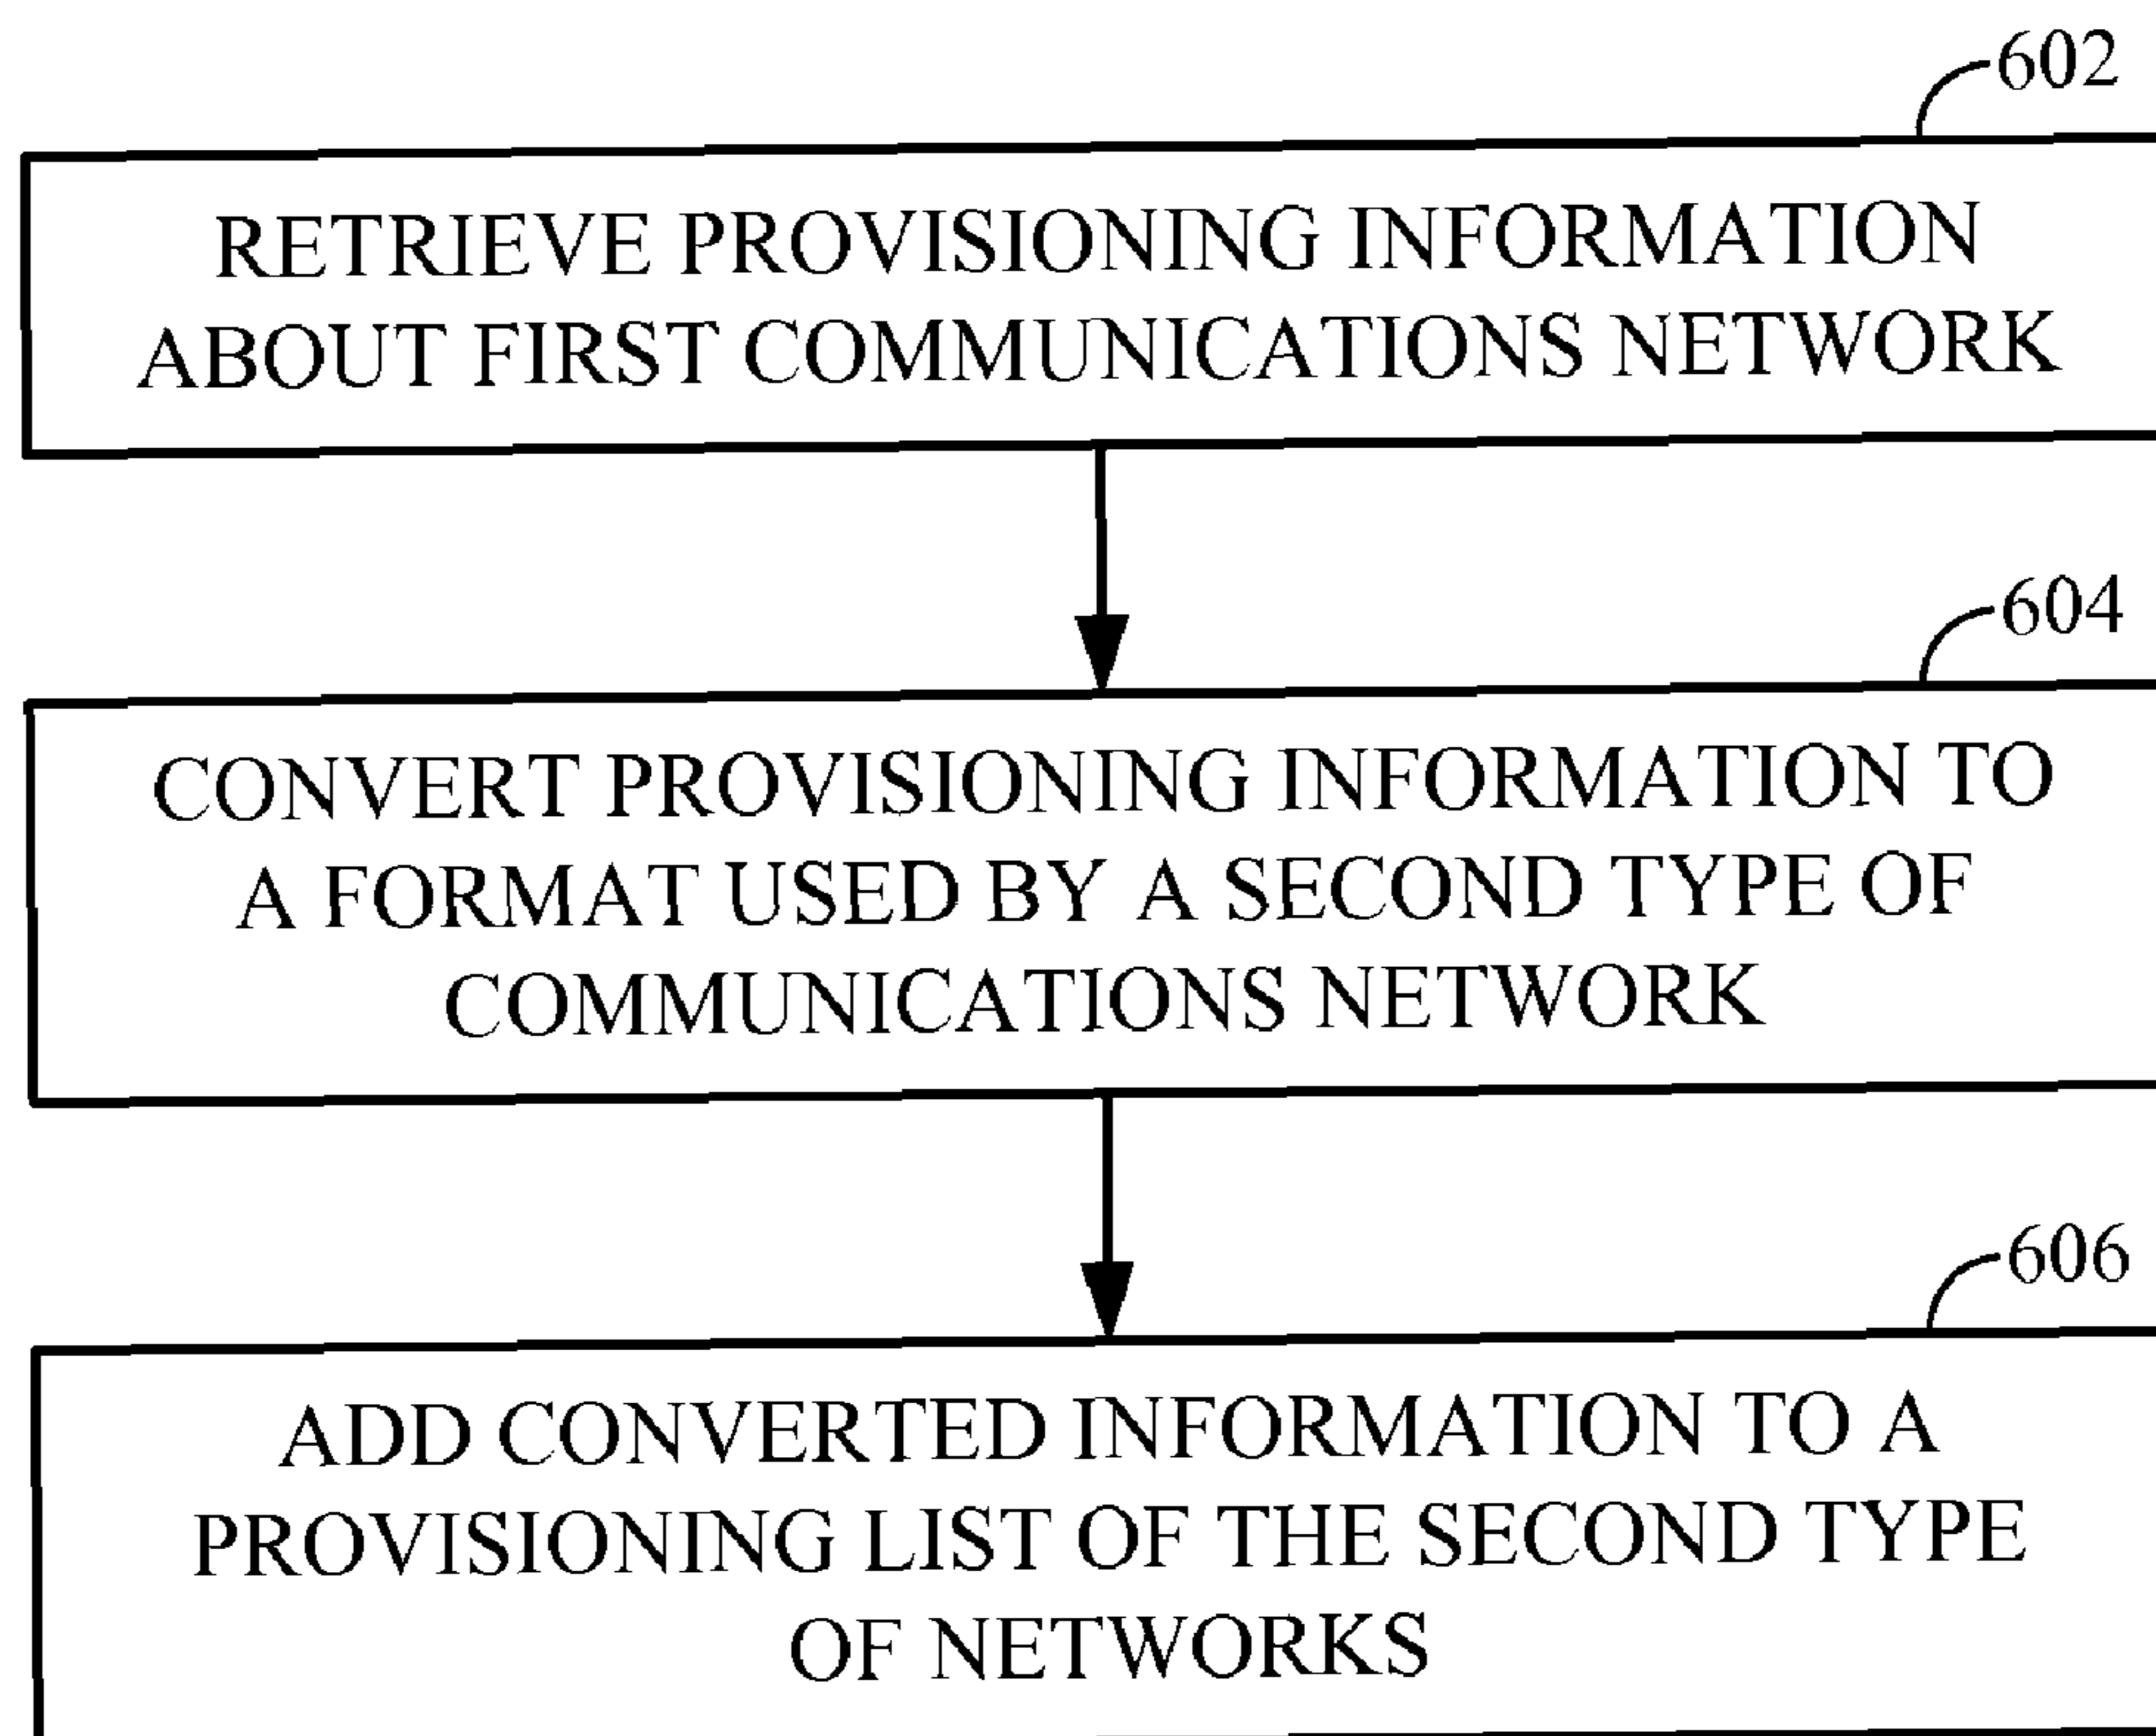 602
RETRIEVE PROVISIONING INFORMATION
ABOUT FIRST COMMUNICATIONS NETWORK
604
CONVERT PROVISIONING INFORMATION TO
A FORMAT USED BY A SECOND TYPE OF
COMMUNICATIONS NETWORK
606
ADD CONVERTED INFORMATION TO A
PROVISIONING LIST OF THE SECOND TYPE
OF NETWORKS